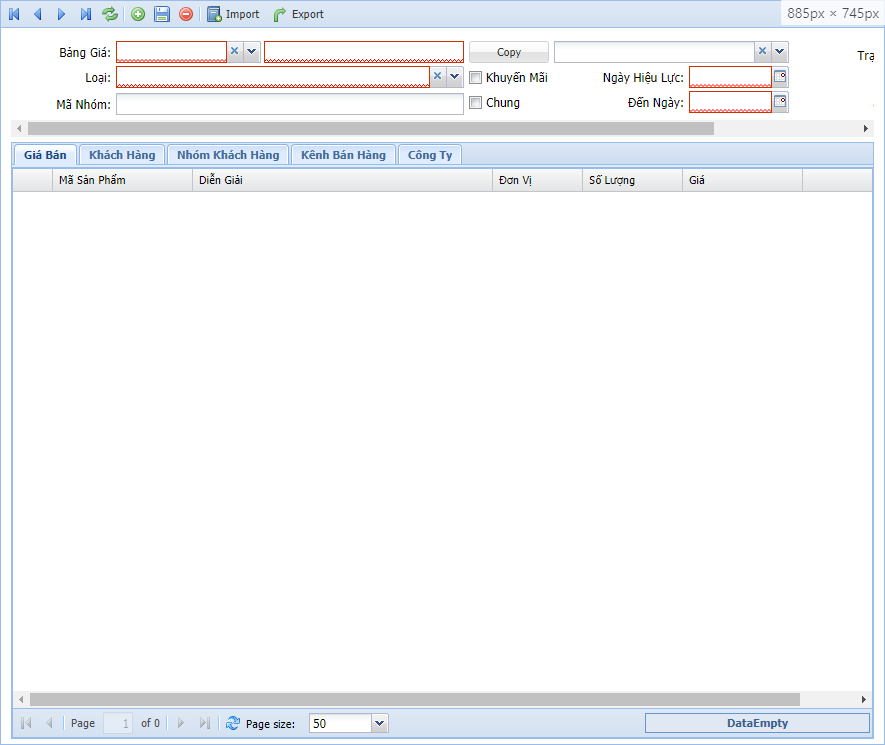 Import Export 885px × 745px
Bảng Giá: Copy
Loại: Khuyến Mãi Ngày Hiệu Lực:
Mã Nhóm: Chung Đến Ngày:
Giá Bán Khách Hàng Nhóm Khách Hàng Kênh Bán Hàng Công Ty
Mã Sản Phẩm Diễn Giải Đơn Vị Số Lượng Giá
Page 1 of 0 Page size: 50 DataEmpty